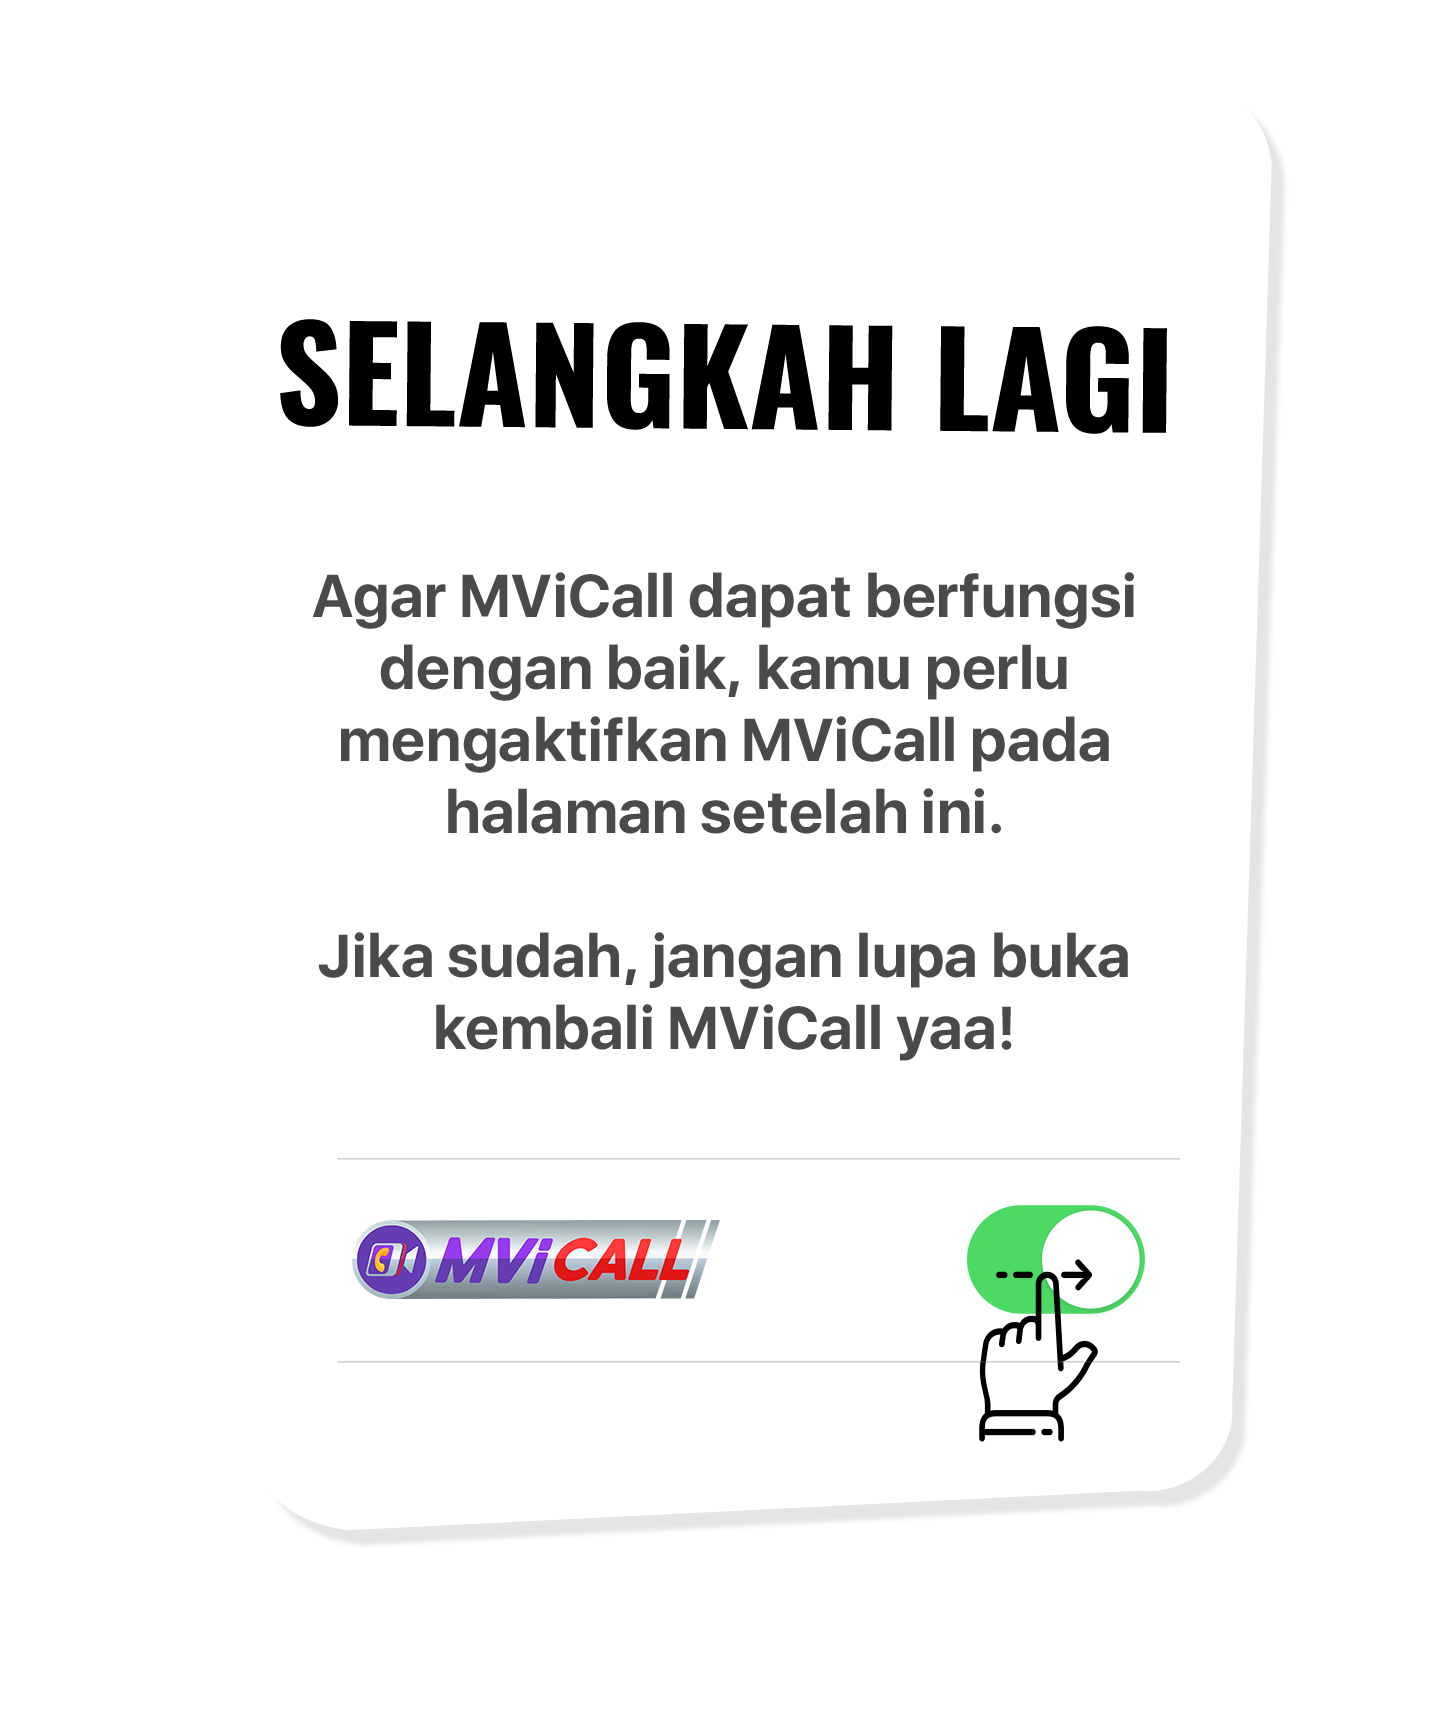 SELANGKAH LAGI
Agar MViCall dapat berfungsi
dengan baik, kamu perlu
mengaktifkan MViCall pada
halaman setelah ini.
Jika sudah, jangan lupa buka
kembali MViCall yaa!
MViCALL